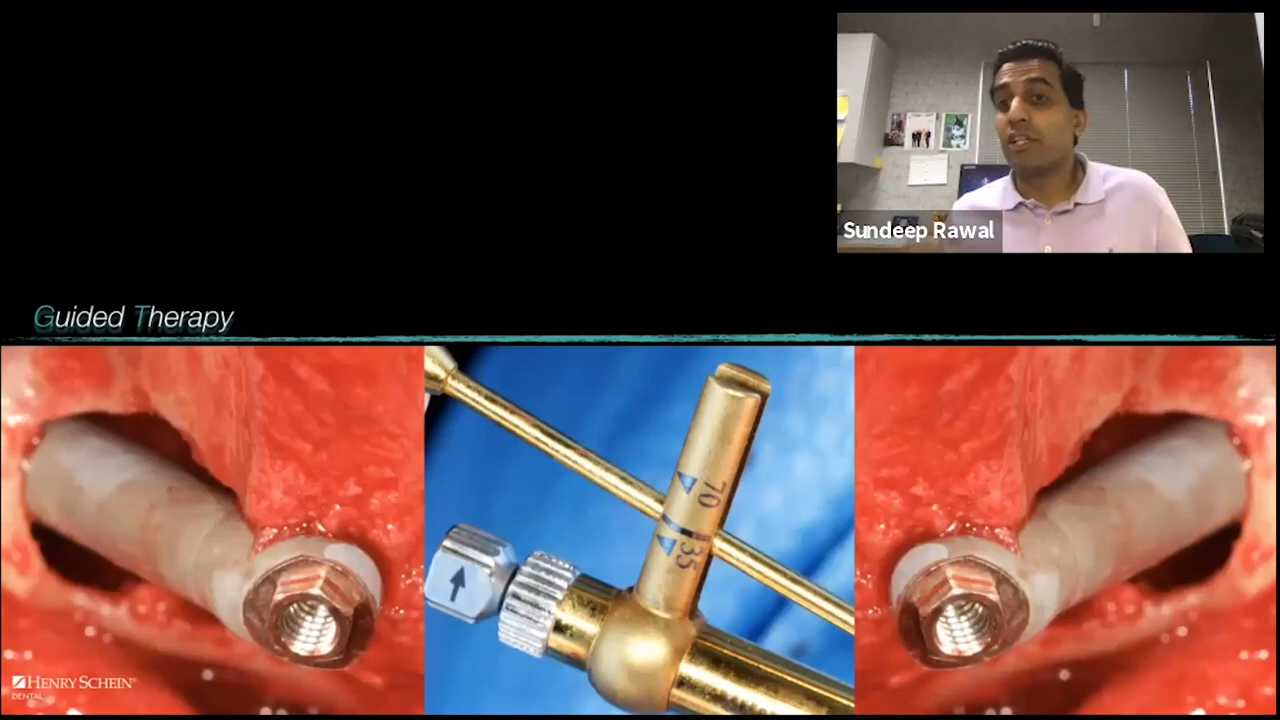 Sundeep Rawal
Guided Therapy
70
35
HENRY SCHEIN®
DENTAL